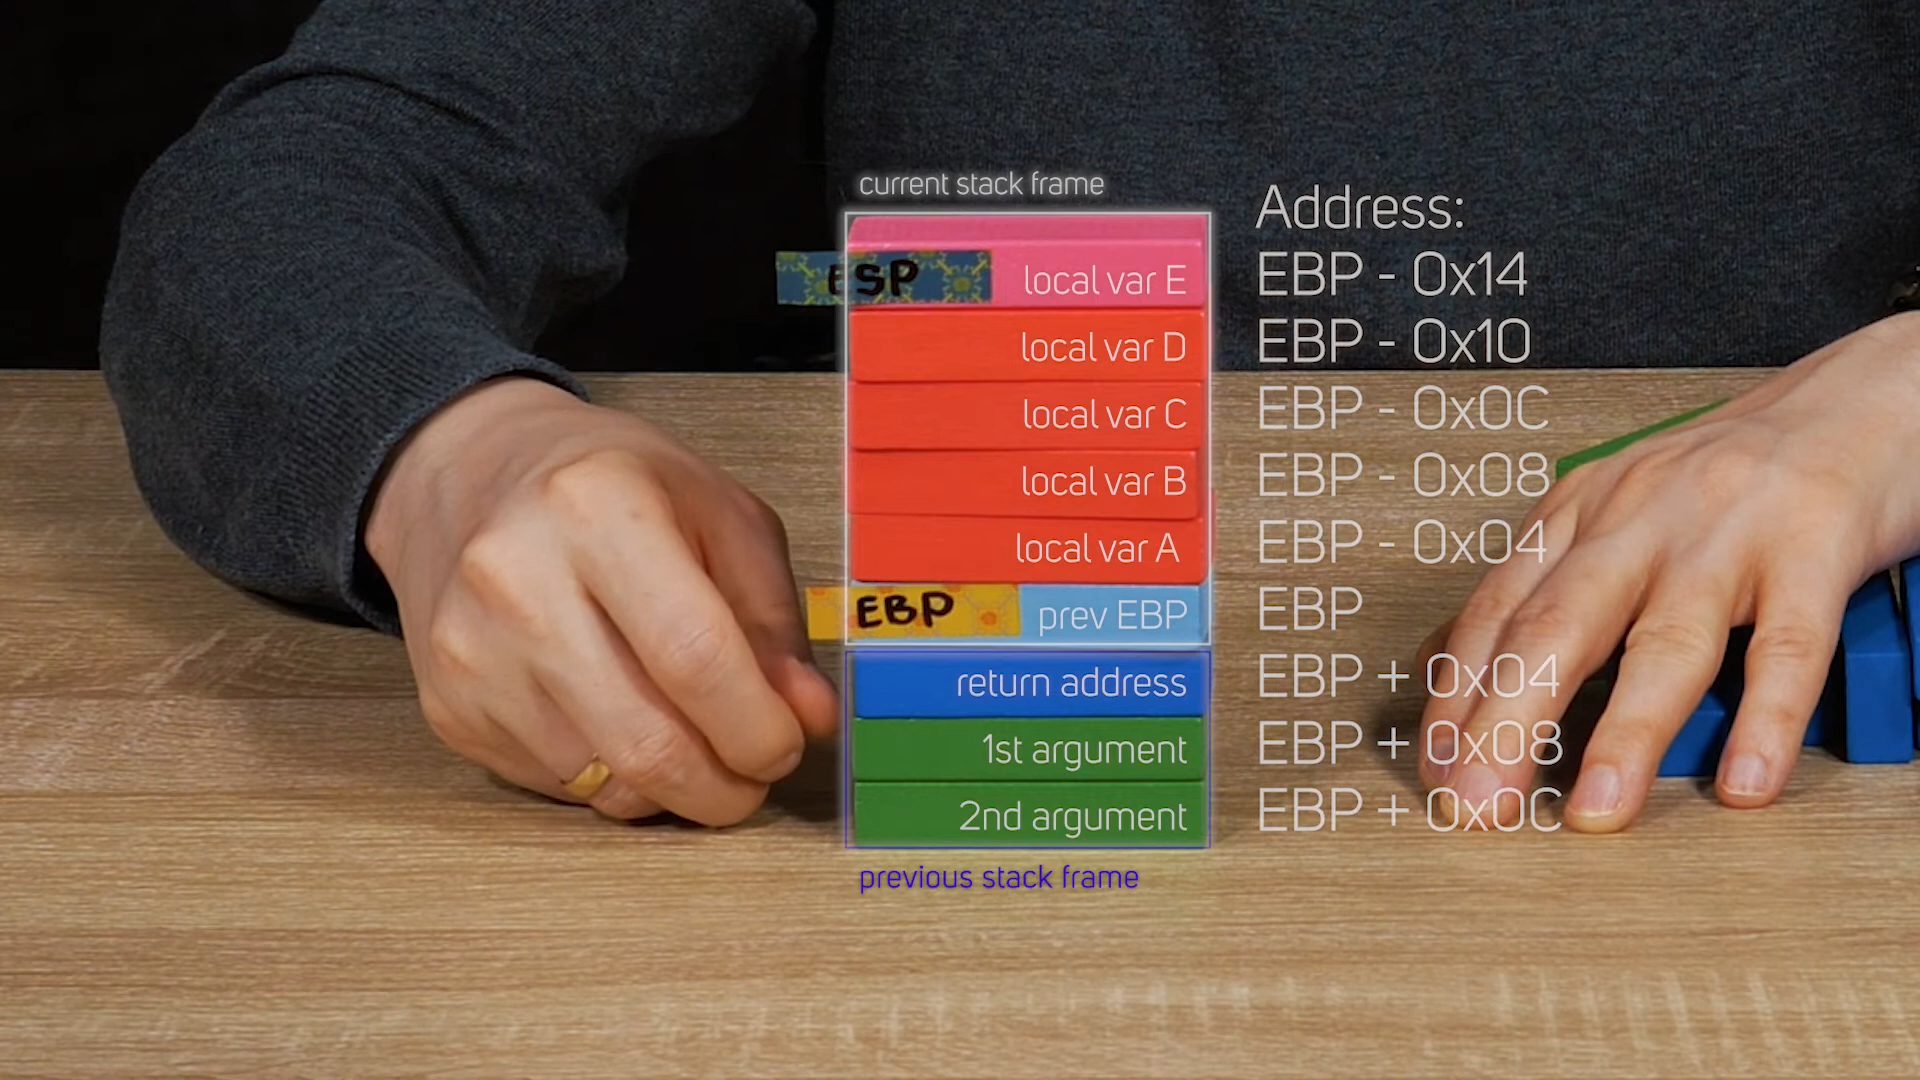 current stack frame
Address:
ESP local var E EBP - 0x14
local var D EBP - 0x10
local var C EBP - 0x0C
local var B EBP - 0x08
local var A EBP - 0x04
EBP prev EBP EBP
return address EBP + 0x04
1st argument EBP + 0x08
2nd argument EBP + 0x0C
previous stack frame